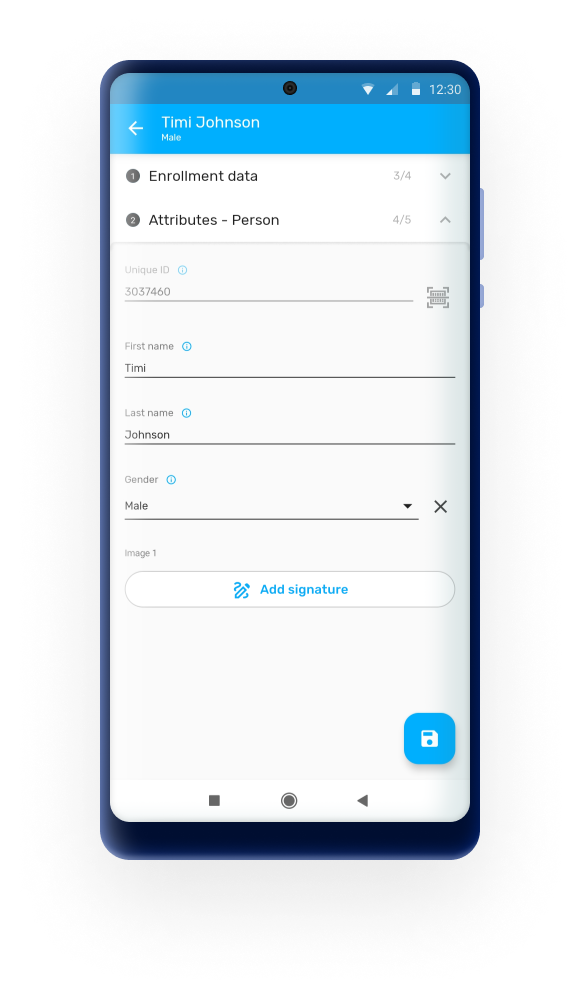 12:30
Timi Johnson
Male
1 Enrollment data 3/4
2 Attributes - Person 4/5
Unique ID
3037460
First name
Timi
Last name
Johnson
Gender
Male
Image 1
Add signature